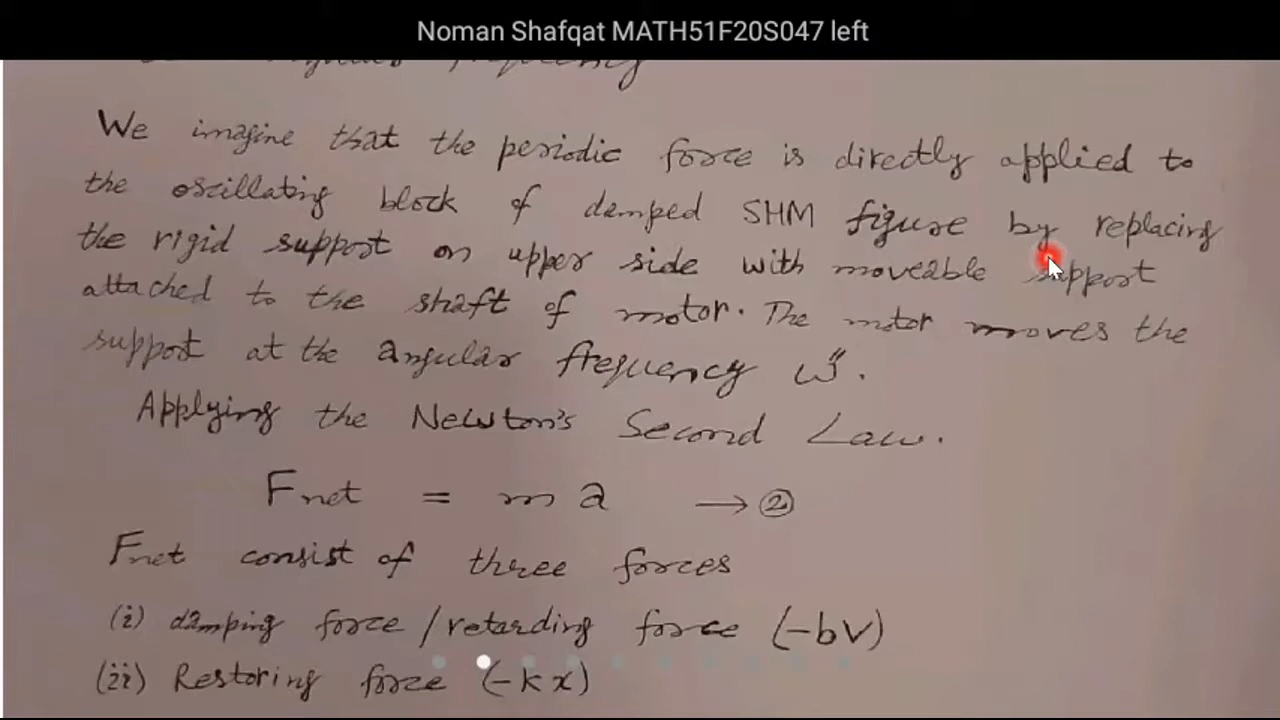 Noman Shafqat MATH51F20S047 left
frequency
We imagine that the periodic force is directly applied to
the oscillating block of damped SHM figure by replacing
the rigid support on upper side with moveable support
attached to the shaft of motor. The motor moves the
support at the angular frequency ω".
Applying the Newton's Second Law.
Fnet = ma → ②
Fnet consist of three forces
(i) damping force / retarding force (-bv)
(ii) Restoring force (-kx)